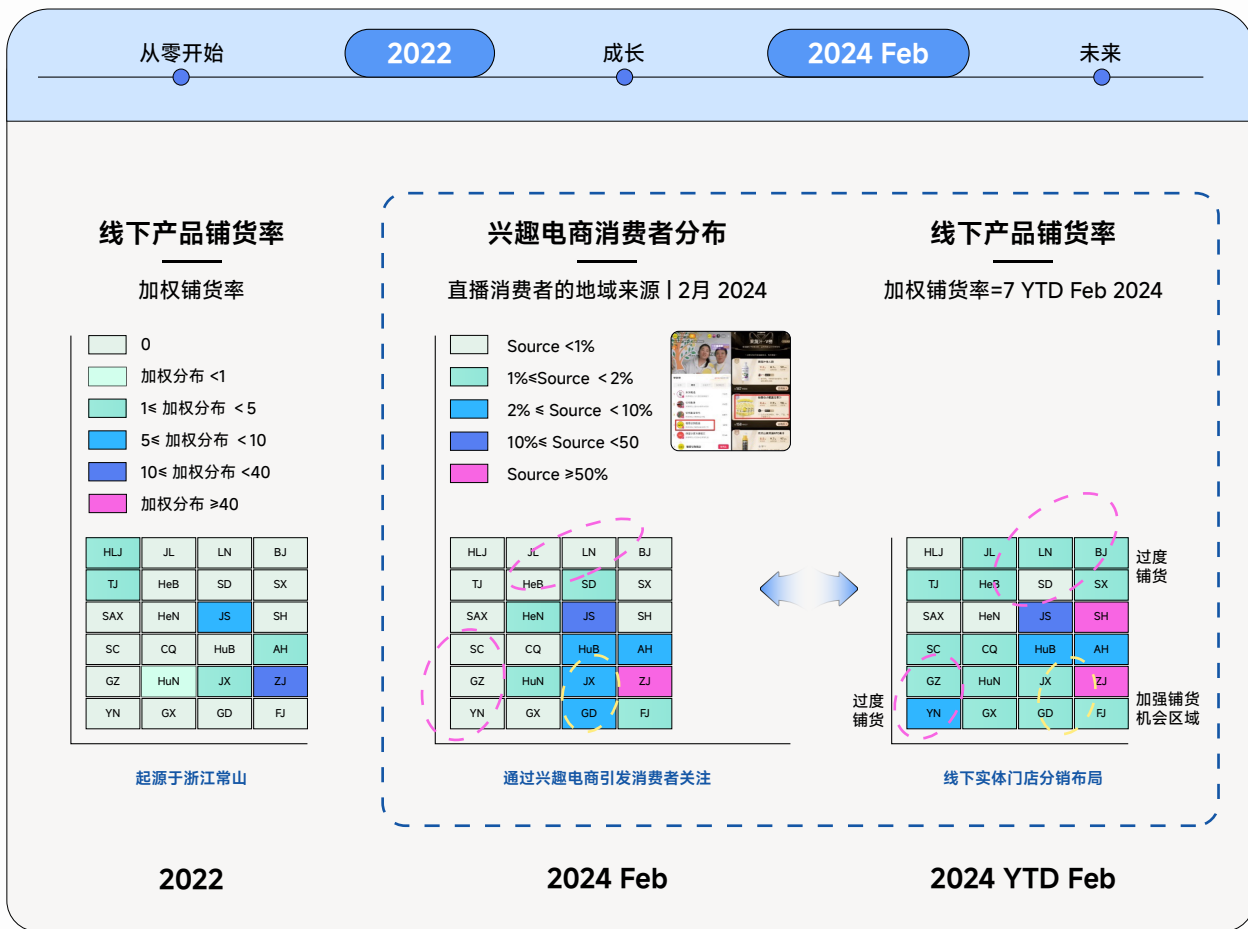 从零开始
2022
成长
2024 Feb
未来
线下产品铺货率
加权铺货率
0
加权分布 <1
1≤ 加权分布 <5
5≤ 加权分布 <10
10≤ 加权分布 <40
加权分布 ≥40
HLJ JL LN BJ
TJ HeB SD SX
SAX HeN JS SH
SC CQ HuB AH
GZ HuN JX ZJ
YN GX GD FJ
起源于浙江常山
2022
兴趣电商消费者分布
直播消费者的地域来源 | 2月 2024
Source <1%
1%≤Source <2%
2% ≤ Source <10%
10%≤ Source <50
Source ≥50%
HLJ JL LN BJ
TJ HeB SD SX
SAX HeN JS SH
SC CQ HuB AH
GZ HuN JX ZJ
YN GX GD FJ
通过兴趣电商引发消费者关注
2024 Feb
线下产品铺货率
加权铺货率=7 YTD Feb 2024
HLJ JL LN BJ
TJ HeB SD SX
SAX HeN JS SH
SC CQ HuB AH
GZ HuN JX ZJ
YN GX GD FJ
过度
铺货
过度
铺货
加强铺货
机会区域
线下实体门店分销布局
2024 YTD Feb